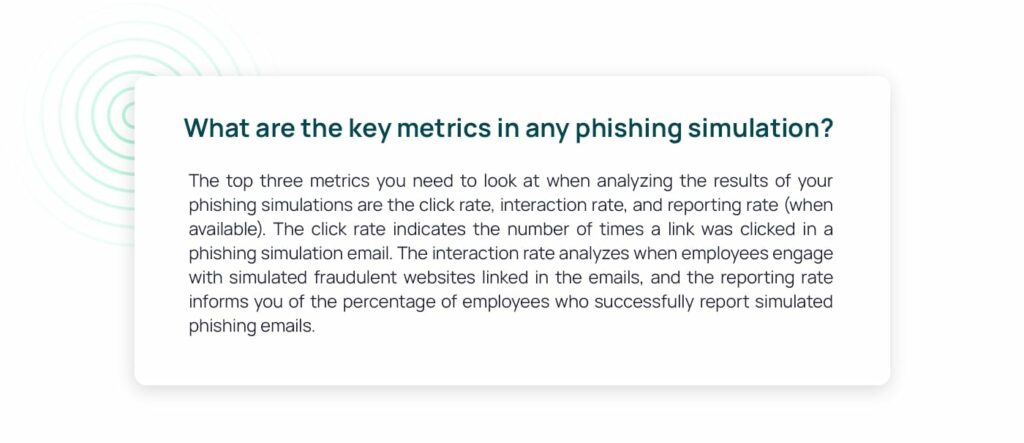 What are the key metrics in any phishing simulation?
The top three metrics you need to look at when analyzing the results of your
phishing simulations are the click rate, interaction rate, and reporting rate (when
available). The click rate indicates the number of times a link was clicked in a
phishing simulation email. The interaction rate analyzes when employees engage
with simulated fraudulent websites linked in the emails, and the reporting rate
informs you of the percentage of employees who successfully report simulated
phishing emails.